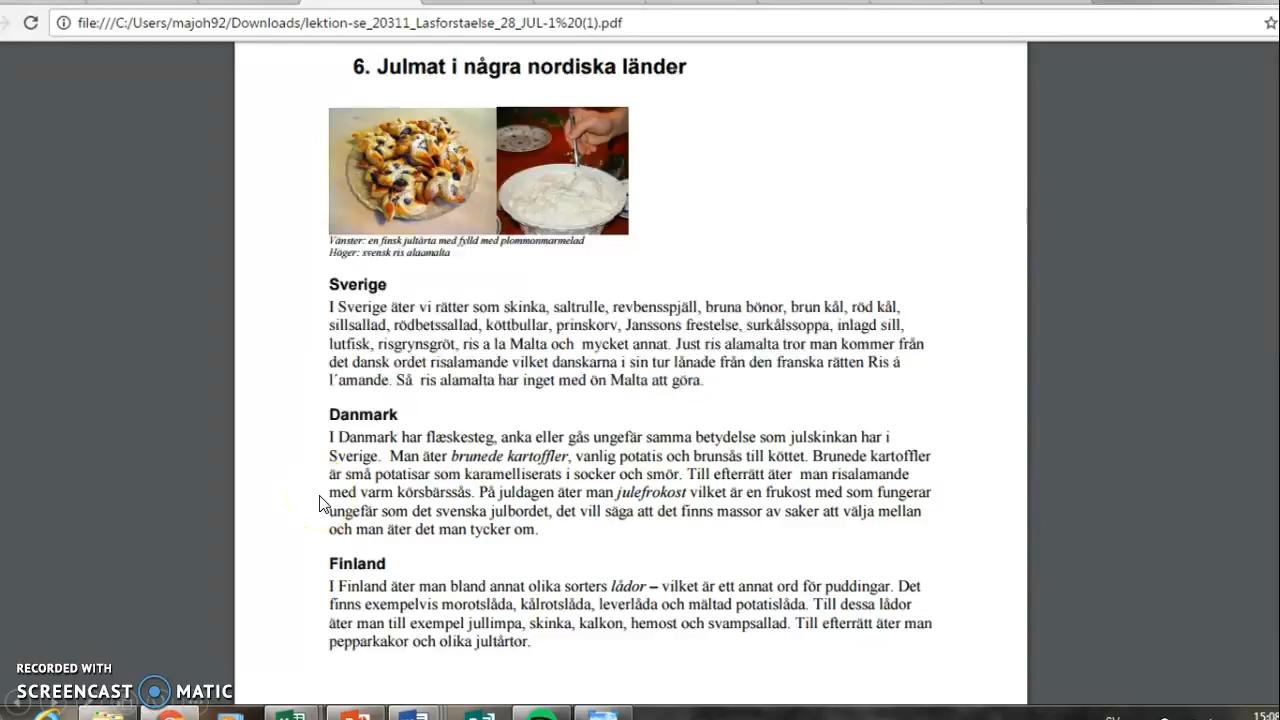 file:///C:/Users/majoh92/Downloads/lektion-se_20311_Lasforstaelse_28_JUL-1%20(1).pdf
6. Julmat i några nordiska länder
Vänster: en finsk jultårta med fylld med plommonmarmelad
Höger: svensk ris alaamalta
Sverige
I Sverige äter vi rätter som skinka, saltrulle, revbensspjäll, bruna bönor, brun kål, röd kål,
sillsallad, rödbetssallad, köttbullar, prinskorv, Janssons frestelse, surkålssoppa, inlagd sill,
lutfisk, risgrynsgröt, ris a la Malta och mycket annat. Just ris alamalta tror man kommer från
det dansk ordet risalamande vilket danskarna i sin tur lånade från den franska rätten Ris á
l´amande. Så ris alamalta har inget med ön Malta att göra.
Danmark
I Danmark har flæskesteg, anka eller gås ungefär samma betydelse som julskinkan har i
Sverige. Man äter brunede kartoffler, vanlig potatis och brunsås till köttet. Brunede kartoffler
är små potatisar som karamelliserats i socker och smör. Till efterrätt äter man risalamande
med varm körsbärssås. På juldagen äter man julefrokost vilket är en frukost med som fungerar
ungefär som det svenska julbordet, det vill säga att det finns massor av saker att välja mellan
och man äter det man tycker om.
Finland
I Finland äter man bland annat olika sorters lådor – vilket är ett annat ord för puddingar. Det
finns exempelvis morotslåda, kålrotslåda, leverlåda och mältad potatislåda. Till dessa lådor
äter man till exempel jullimpa, skinka, kalkon, hemost och svampsallad. Till efterrätt äter man
pepparkakor och olika jultårtor.
RECORDED WITH
SCREENCAST MATIC